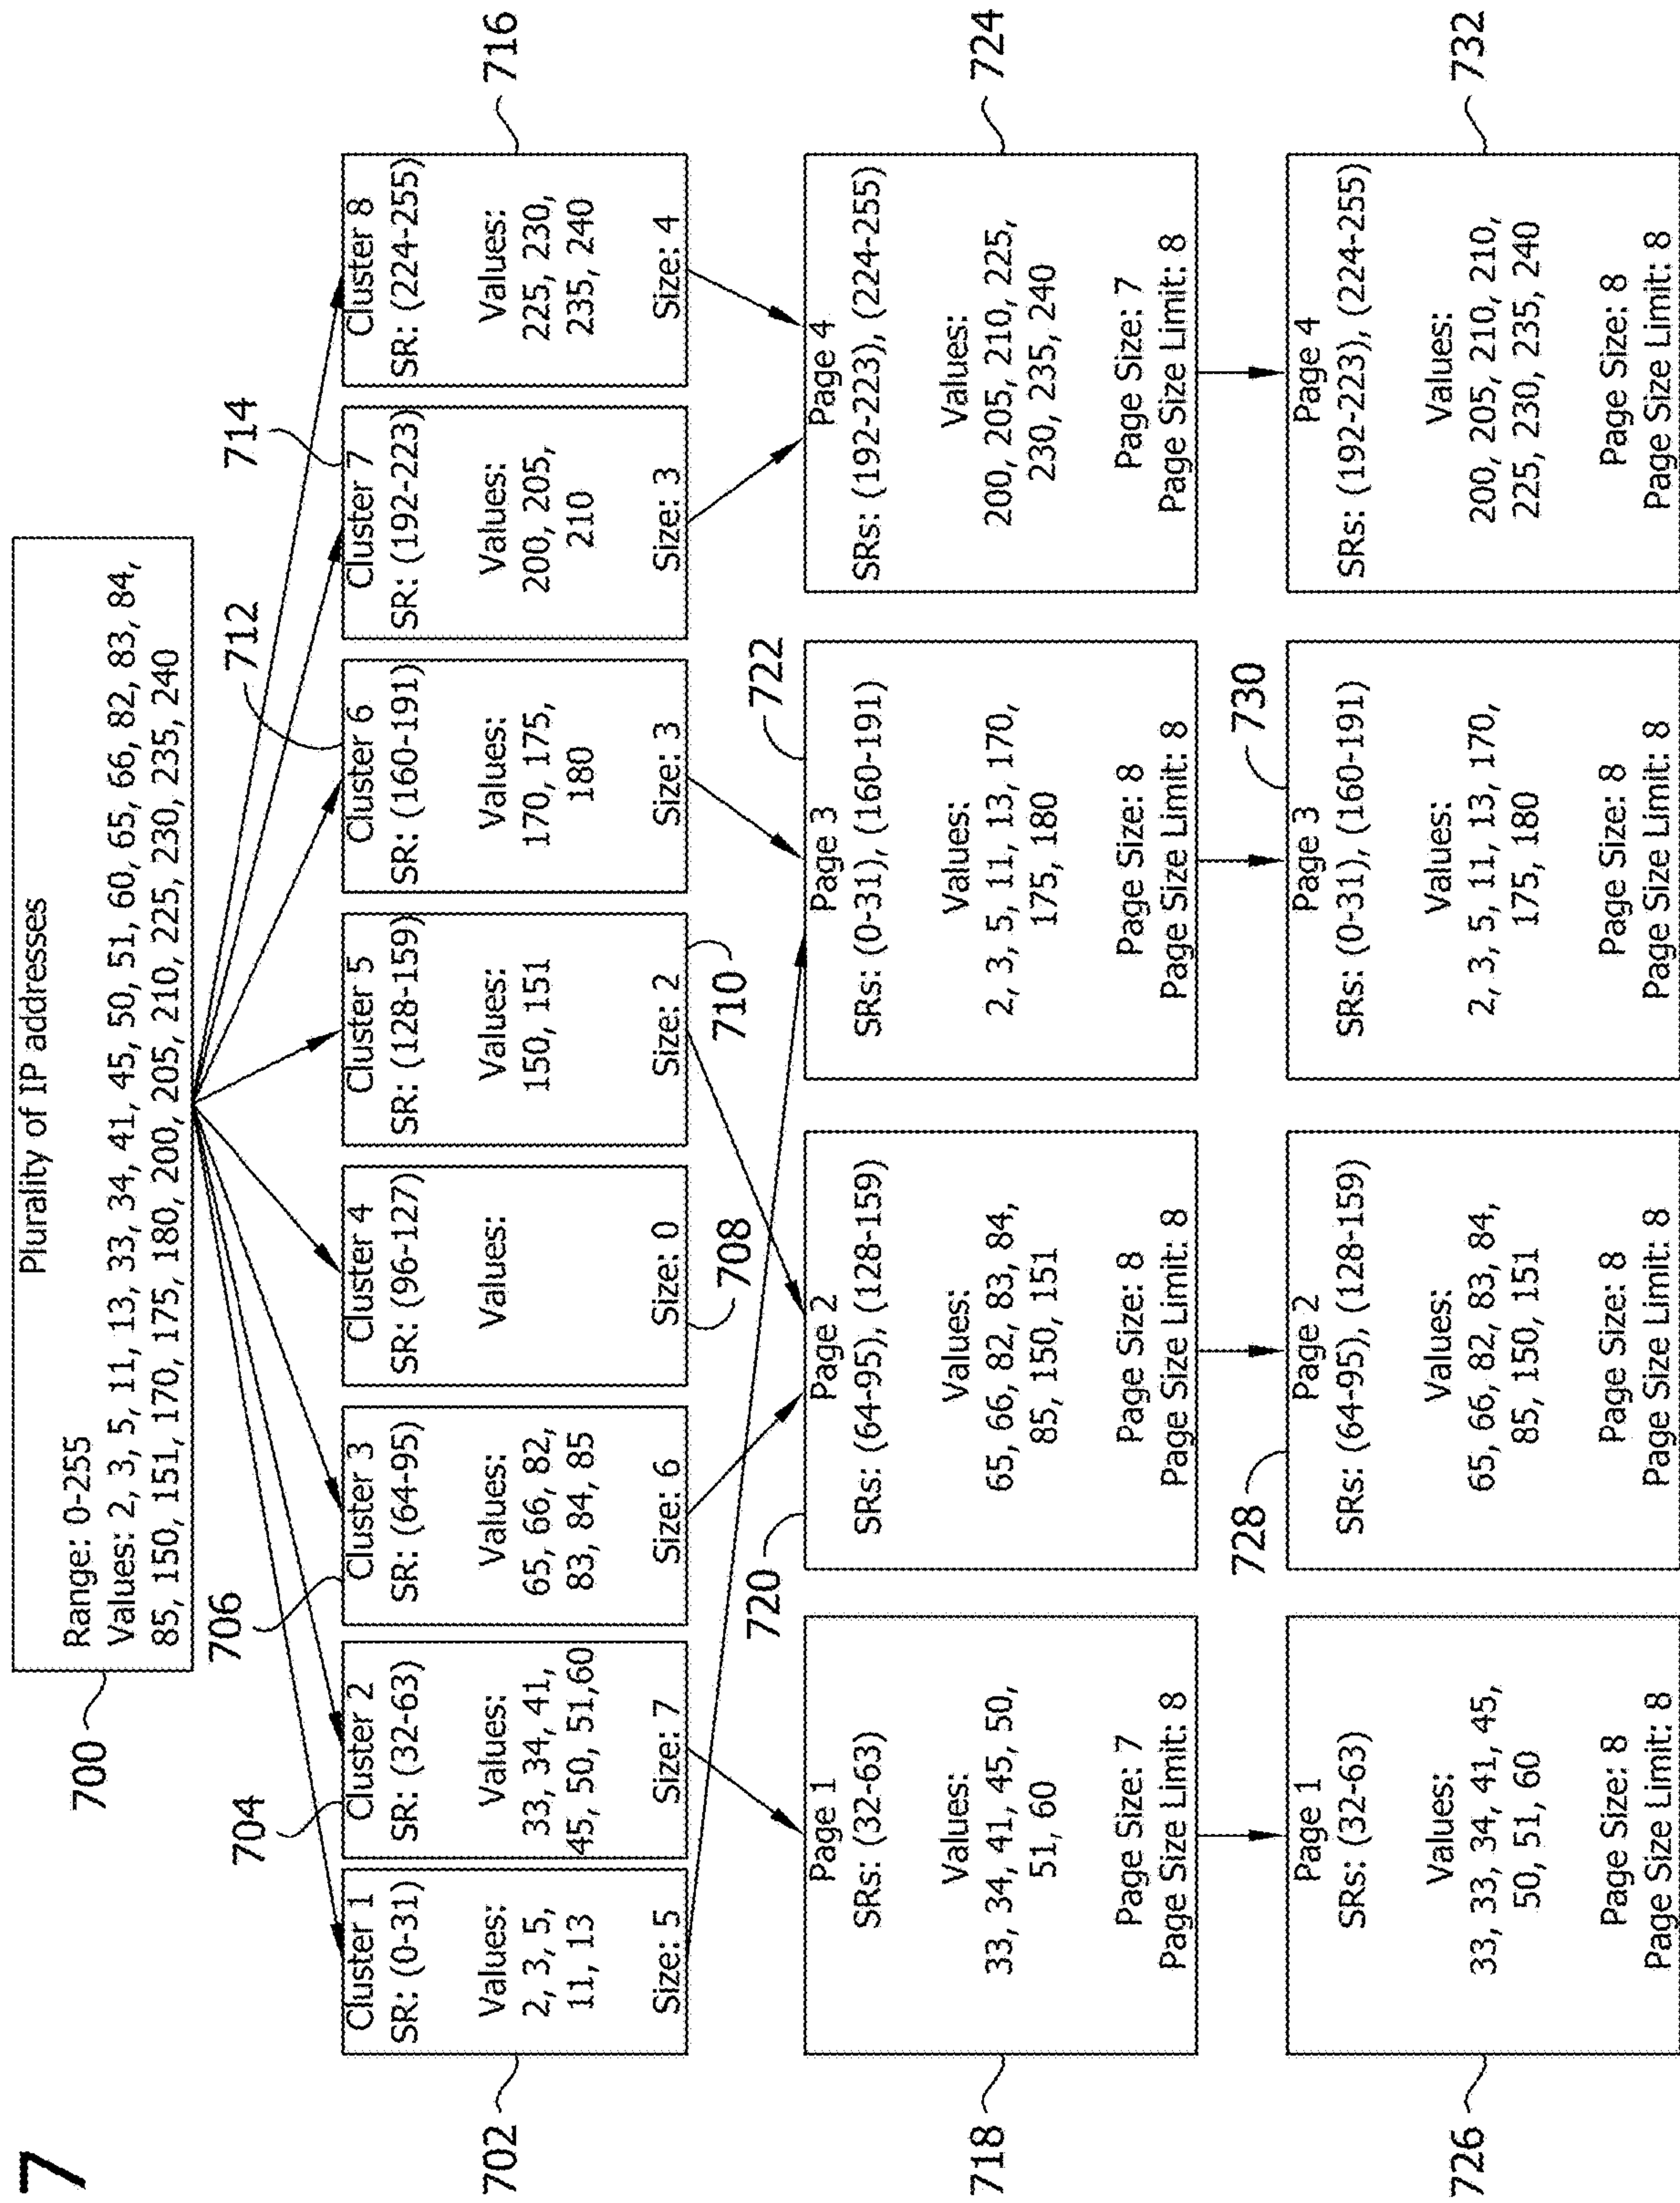 7
Plurality of IP addresses
Range: 0-255
Values: 2, 3, 5, 11, 13, 33, 34, 41, 45, 50, 51, 60, 65, 66, 82, 83, 84,
85, 150, 151, 170, 175, 180, 200, 205, 210, 225, 230, 235, 240
700
702
Cluster 1
SR: (0-31)
Values:
2, 3, 5,
11, 13
Size: 5
704
Cluster 2
SR: (32-63)
Values:
33, 34, 41,
45, 50, 51,60
Size: 7
706
Cluster 3
SR: (64-95)
Values:
65, 66, 82,
83, 84, 85
Size: 6
Cluster 4
SR: (96-127)
Values:
Size: 0
708
Cluster 5
SR: (128-159)
Values:
150, 151
Size: 2
710
712
Cluster 6
SR: (160-191)
Values:
170, 175,
180
Size: 3
714
Cluster 7
SR: (192-223)
Values:
200, 205,
210
Size: 3
Cluster 8
SR: (224-255)
Values:
225, 230,
235, 240
Size: 4
716
718
Page 1
SRs: (32-63)
Values:
33, 34, 41, 45, 50,
51, 60
Page Size: 7
Page Size Limit: 8
720
Page 2
SRs: (64-95), (128-159)
Values:
65, 66, 82, 83, 84,
85, 150, 151
Page Size: 8
Page Size Limit: 8
722
Page 3
SRs: (0-31), (160-191)
Values:
2, 3, 5, 11, 13, 170,
175, 180
Page Size: 8
Page Size Limit: 8
Page 4
SRs: (192-223), (224-255)
Values:
200, 205, 210, 225,
230, 235, 240
Page Size: 7
Page Size Limit: 8
724
726
Page 1
SRs: (32-63)
Values:
33, 33, 34, 41, 45,
50, 51, 60
Page Size: 8
Page Size Limit: 8
728
Page 2
SRs: (64-95), (128-159)
Values:
65, 66, 82, 83, 84,
85, 150, 151
Page Size: 8
Page Size Limit: 8
730
Page 3
SRs: (0-31), (160-191)
Values:
2, 3, 5, 11, 13, 170,
175, 180
Page Size: 8
Page Size Limit: 8
Page 4
SRs: (192-223), (224-255)
Values:
200, 205, 210, 210,
225, 230, 235, 240
Page Size: 8
Page Size Limit: 8
732